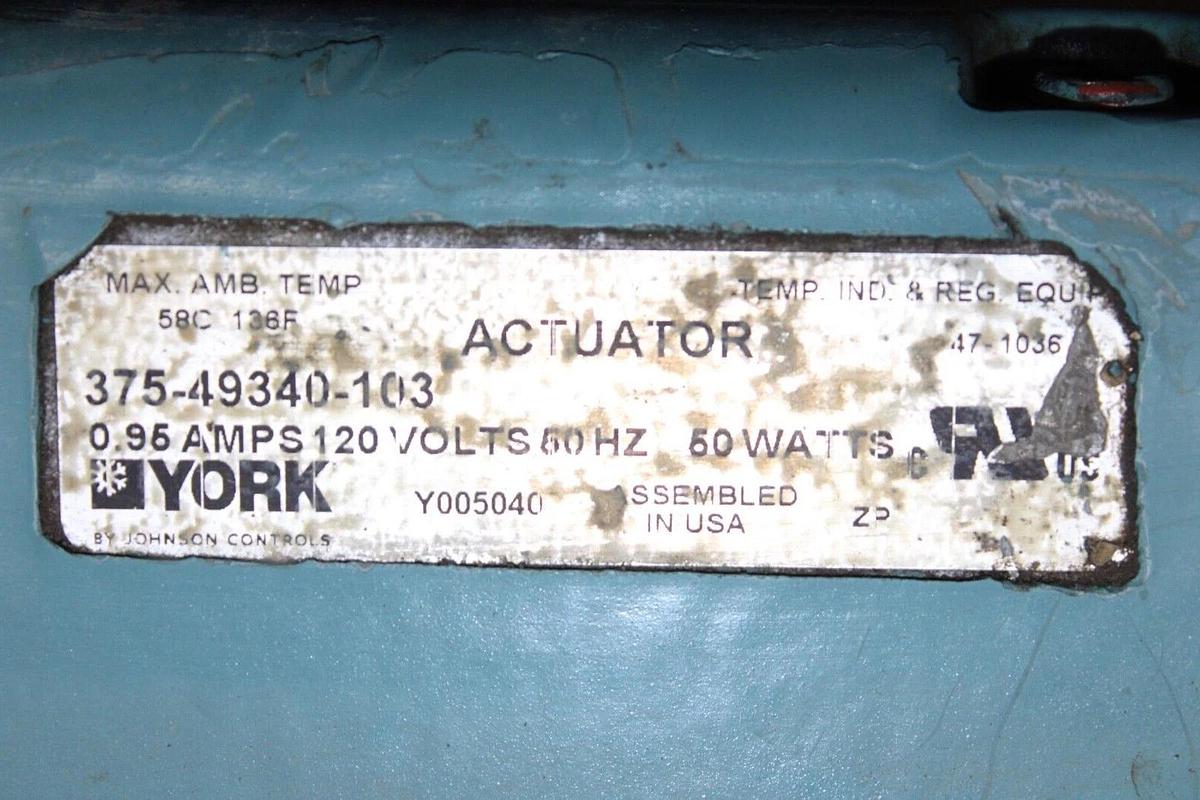 MAX. AMB. TEMP
58C 136F
TEMP. IND. & REG. EQUIP
47-1036
ACTUATOR
375-49340-103
0.95 AMPS 120 VOLTS 60 HZ 50 WATTS
YORK
BY JOHNSON CONTROLS
Y005040
ASSEMBLED
IN USA
ZP
C US